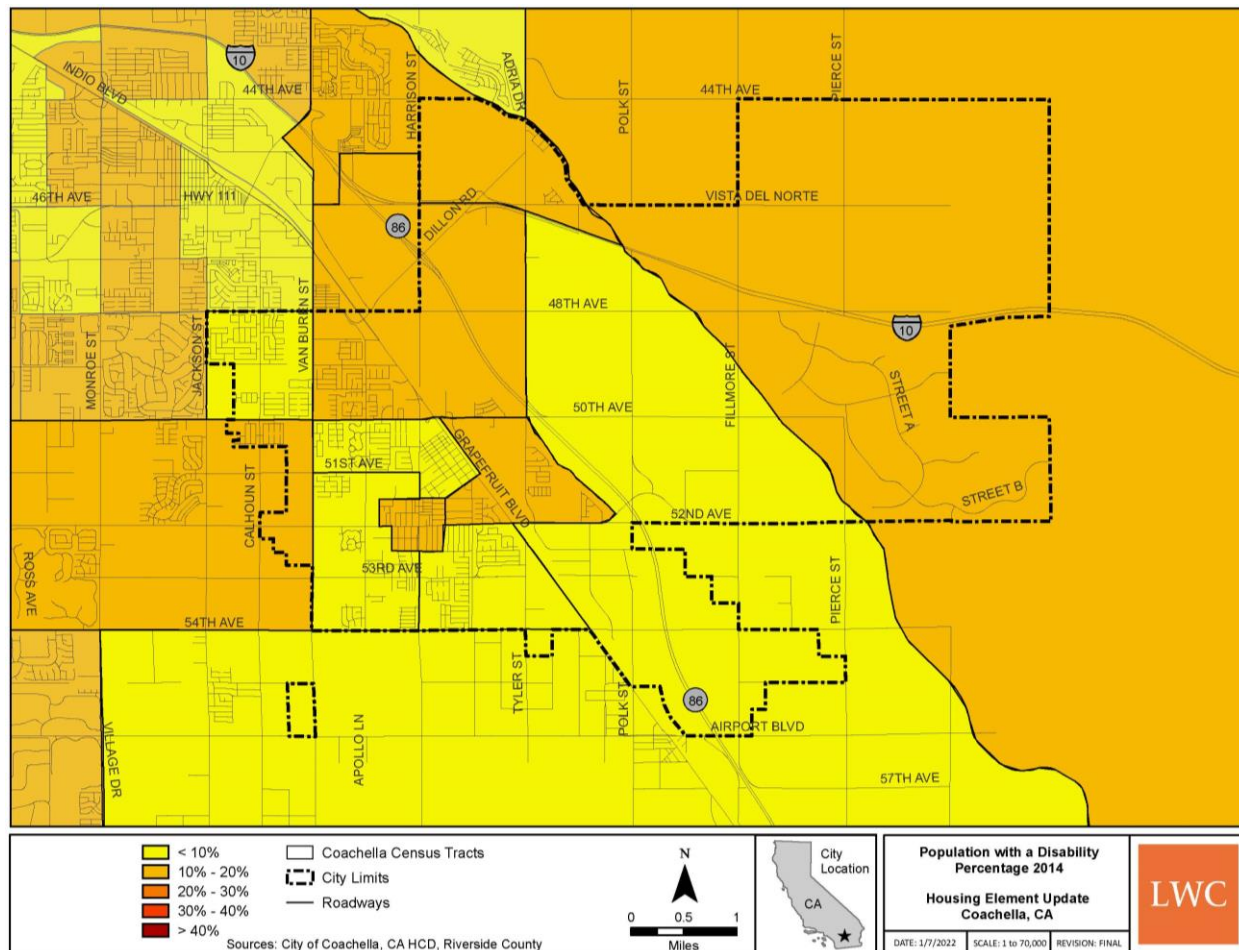 10
44TH AVE
INDIO BLVD
HARRISON ST
ADRIA DR
POLK ST
44TH AVE
PIERCE ST
46TH AVE
HWY 111
VISTA DEL NORTE
86
DILLON RD
VAN BUREN ST
48TH AVE
10
MONROE ST
JACKSON ST
FILLMORE ST
STREET A
50TH AVE
GRAPEFRUIT BLVD
51ST AVE
CALHOUN ST
STREET B
52ND AVE
ROSS AVE
53RD AVE
PIERCE ST
54TH AVE
TYLER ST
POLK ST
86
AIRPORT BLVD
VILLAGE DR
APOLLO LN
57TH AVE
< 10%
10% - 20%
20% - 30%
30% - 40%
> 40%
Coachella Census Tracts
City Limits
Roadways
Sources: City of Coachella, CA HCD, Riverside County
N
0 0.5 1
Miles
City
Location
CA
Population with a Disability
Percentage 2014
Housing Element Update
Coachella, CA
DATE: 1/7/2022
SCALE: 1 to 70,000
REVISION: FINAL
LWC